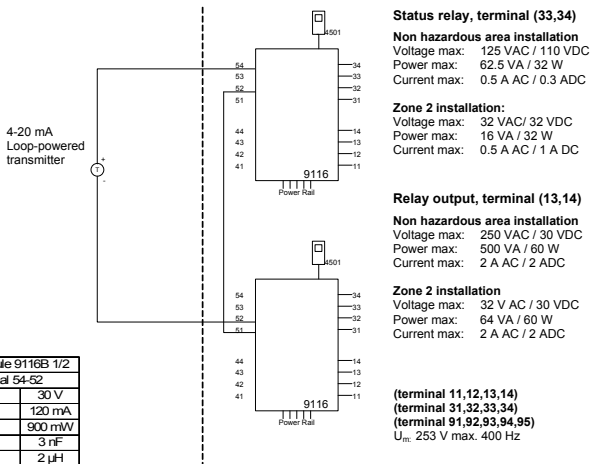 4501
54
53
52
51
34
33
32
31
44
43
42
41
14
13
12
11
9116
Power Rail
4-20 mA
Loop-powered
transmitter
+
T
-
4501
54
53
52
51
34
33
32
31
44
43
42
41
14
13
12
11
9116
Power Rail
9116B 1/2
54-52
30 V
120 mA
900 mW
3 nF
2 µH
Status relay, terminal (33,34)
Non hazardous area installation
Voltage max: 125 VAC / 110 VDC
Power max: 62.5 VA / 32 W
Current max: 0.5 A AC / 0.3 ADC
Zone 2 installation:
Voltage max: 32 VAC/ 32 VDC
Power max: 16 VA / 32 W
Current max: 0.5 A AC / 1 A DC
Relay output, terminal (13,14)
Non hazardous area installation
Voltage max: 250 VAC / 30 VDC
Power max: 500 VA / 60 W
Current max: 2 A AC / 2 ADC
Zone 2 installation
Voltage max: 32 V AC / 30 VDC
Power max: 64 VA / 60 W
Current max: 2 A AC / 2 ADC
(terminal 11,12,13,14)
(terminal 31,32,33,34)
(terminal 91,92,93,94,95)
Um: 253 V max. 400 Hz